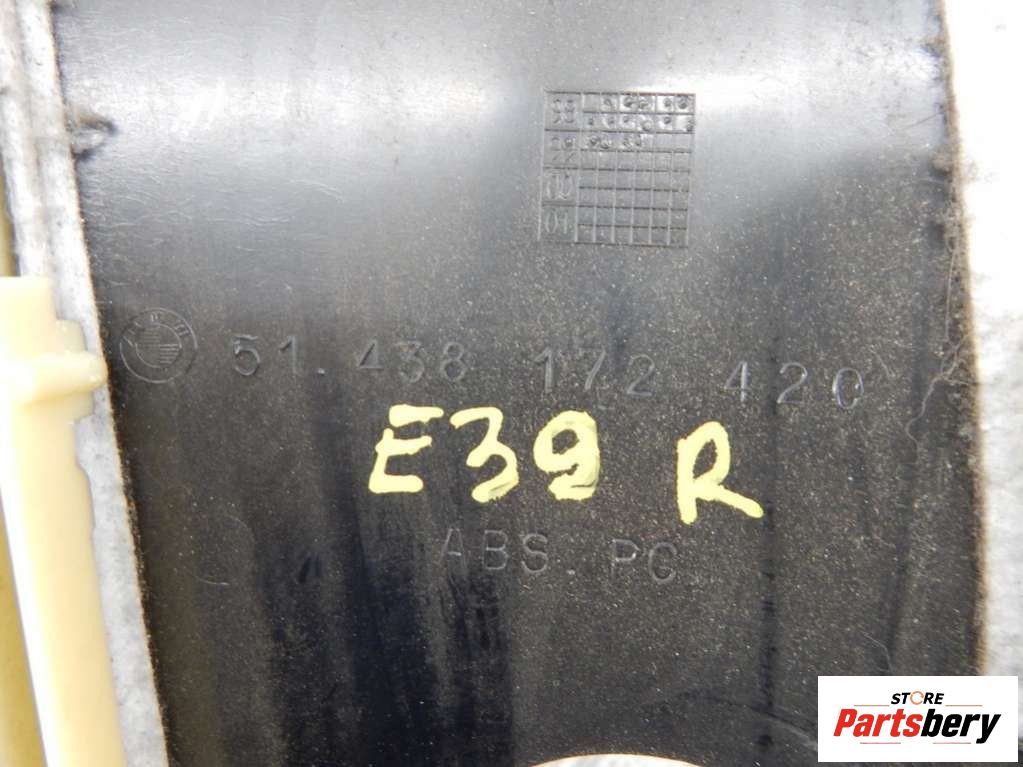 51.438 172 420
E39 R
ABS. PC
STORE
Partsbery